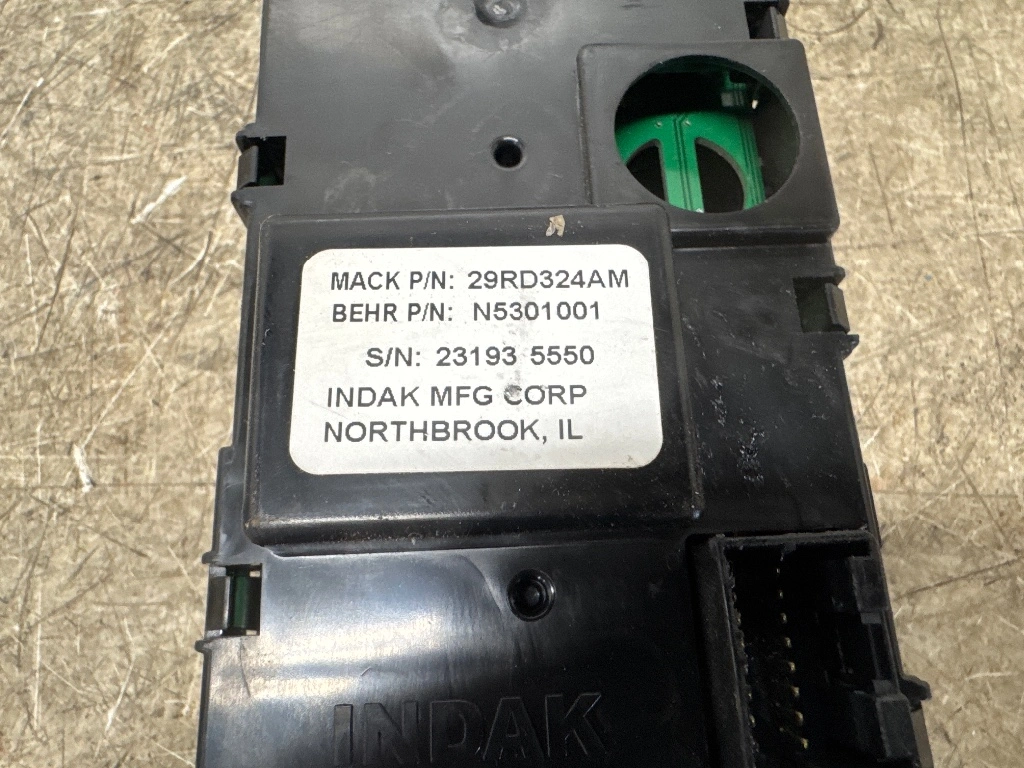 MACK P/N: 29RD324AM
BEHR P/N: N5301001
S/N: 23193 5550
INDAK MFG CORP
NORTHBROOK, IL
INDAK